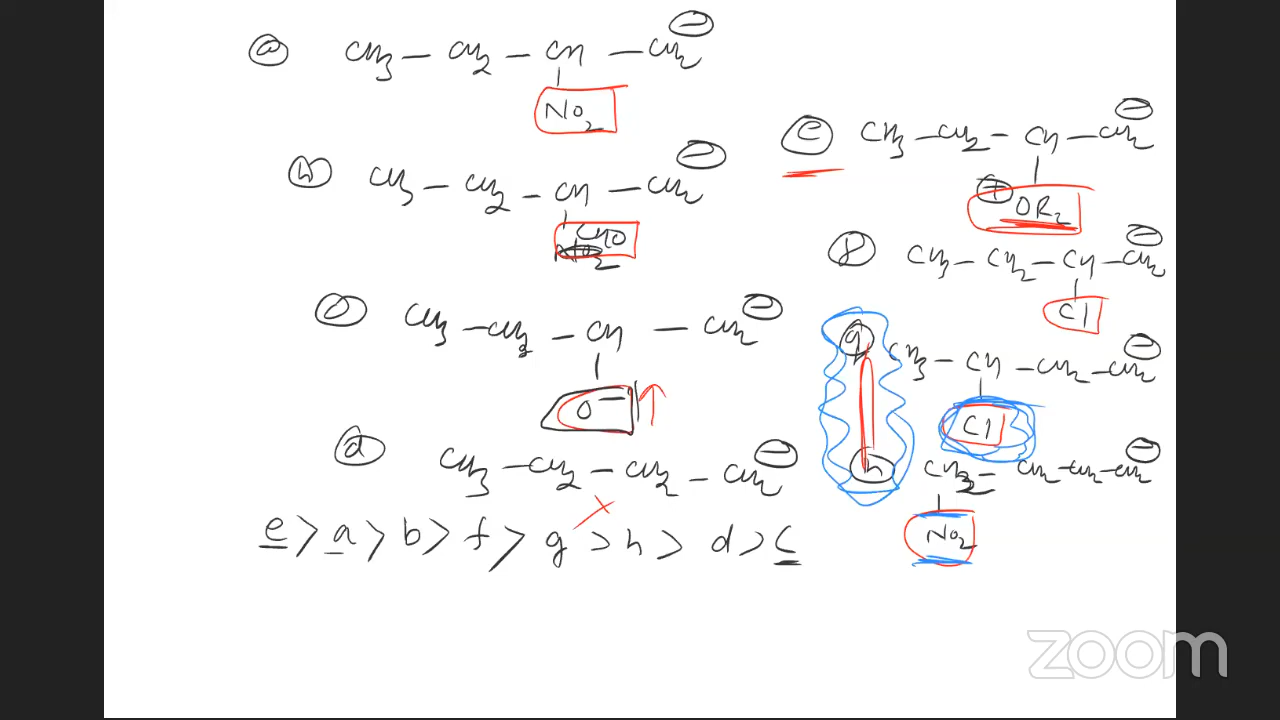 ⓐ CH3 — CH2 — CH — CH2 ⊖
NO2
ⓑ CH3 — CH2 — CH — CH2 ⊖
CHO
ⓒ CH3 — CH2 — CH — CH2 ⊖
O⁻ ↑
ⓓ CH3 — CH2 — CH2 — CH2 ⊖
e > a > b > f > g > h > d > c
ⓔ CH3 — CH2 — CH — CH2 ⊖
⊕ OR2
ⓕ CH3 — CH2 — CH — CH2 ⊖
Cl
ⓖ CH3 — CH — CH2 — CH2 ⊖
Cl
ⓗ CH2 — CH2 — CH2 — CH2 ⊖
NO2
zoom